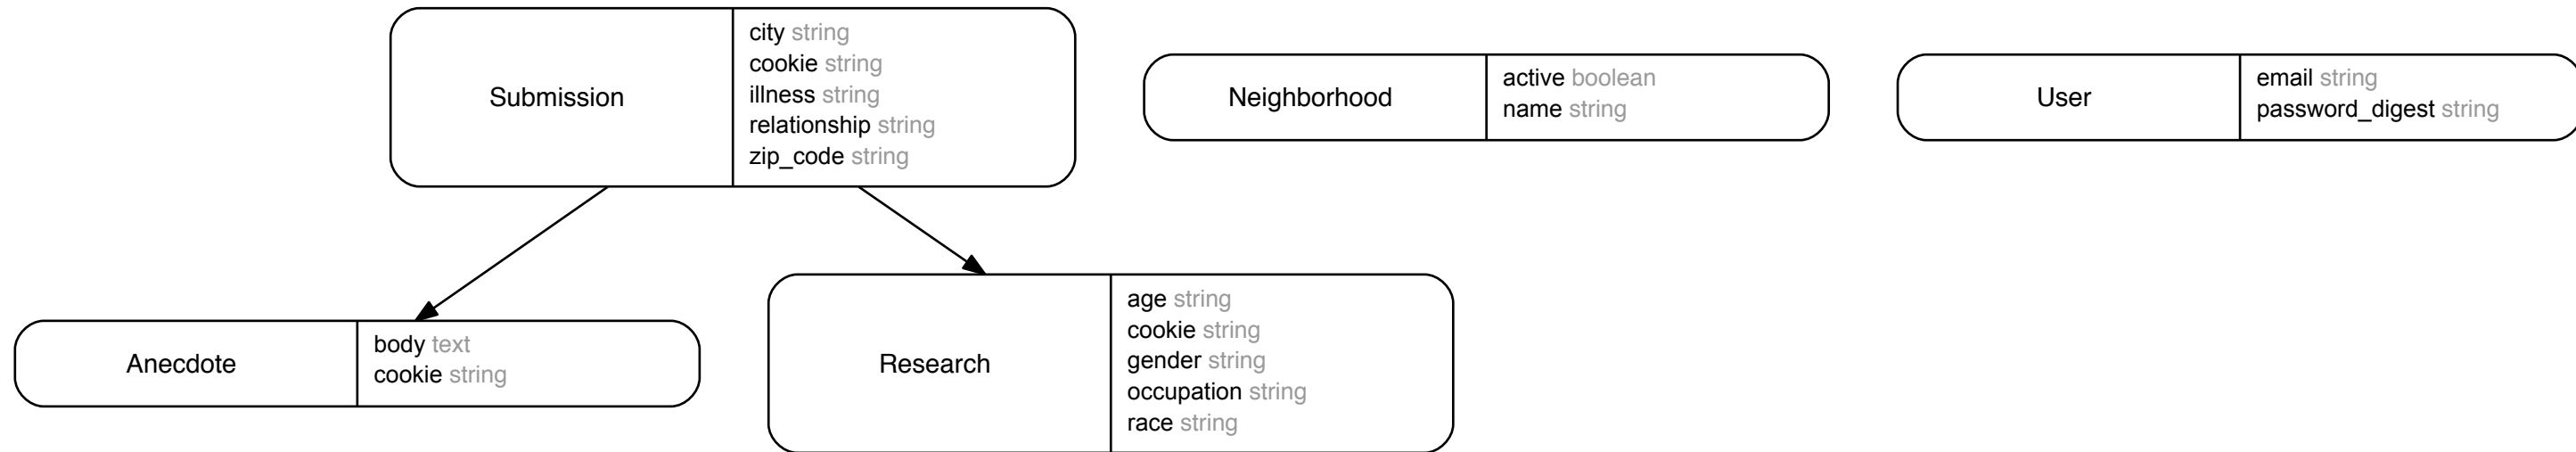 Submission
city string
cookie string
illness string
relationship string
zip_code string
Neighborhood
active boolean
name string
User
email string
password_digest string
Anecdote
body text
cookie string
Research
age string
cookie string
gender string
occupation string
race string